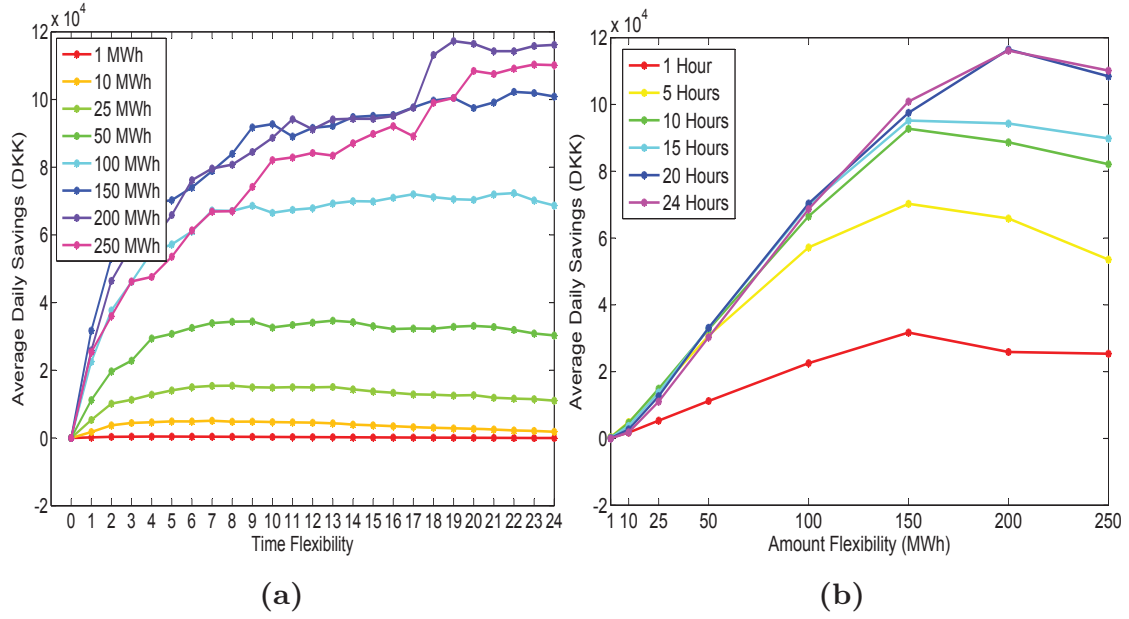 x 10⁴
12
10
8
6
4
2
0
-2
Average Daily Savings (DKK)
1 MWh
10 MWh
25 MWh
50 MWh
100 MWh
150 MWh
200 MWh
250 MWh
0 1 2 3 4 5 6 7 8 9 10 11 12 13 14 15 16 17 18 19 20 21 22 23 24
Time Flexibility
(a)
x 10⁴
12
10
8
6
4
2
0
-2
Average Daily Savings (DKK)
1 Hour
5 Hours
10 Hours
15 Hours
20 Hours
24 Hours
1 10 25 50 100 150 200 250
Amount Flexibility (MWh)
(b)